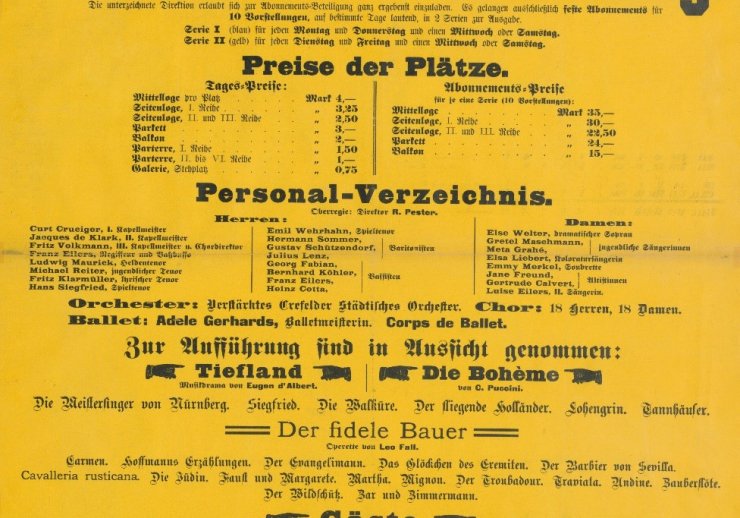 Die unterzeichnete Direktion erlaubt sich zur Abonnements-Beteiligung ganz ergebenst einzuladen. Es gelangen ausschließlich feste Abonnements für
10 Vorstellungen, auf bestimmte Tage lautend, in 2 Serien zur Ausgabe.
Serie I (blau) für jeden Montag und Donnerstag und einen Mittwoch oder Samstag.
Serie II (gelb) für jeden Dienstag und Freitag und einen Mittwoch oder Samstag.
Preise der Plätze.
Tages-Preise:
Mittelloge pro Platz . . . . . Mark 4,—
Seitenloge, I. Reihe . . . . . „ 3,25
Seitenloge, II. und III. Reihe . . . „ 2,50
Parkett . . . . . „ 3,—
Balkon . . . . . „ 2,—
Parterre, I. Reihe . . . . . „ 1,50
Parterre, II. bis VI. Reihe . . . „ 1,—
Galerie, Stehplatz . . . . . „ 0,75
Abonnements-Preise
für je eine Serie (10 Vorstellungen):
Mittelloge . . . . . Mark 35,—
Seitenloge, I. Reihe . . . . . „ 30,—
Seitenloge, II. und III. Reihe . . . „ 22,50
Parkett . . . . . „ 24,—
Balkon . . . . . „ 15,—
Personal-Verzeichnis.
Oberregie: Direktor R. Pester.
Herren:
Curt Cruciger, I. Kapellmeister
Jacques de Klark, II. Kapellmeister
Fritz Volkmann, III. Kapellmeister u. Chordirektor
Franz Eilers, Regisseur und Baßbuffo
Ludwig Maurick, Heldentenor
Michael Reiter, jugendlicher Tenor
Fritz Klarmüller, lyrischer Tenor
Hans Siegfried, Spieltenor
Emil Wehrhahn, Spieltenor
Hermann Sommer,
Gustav Schützendorf, Baritonisten
Julius Lenz,
Georg Fabian,
Bernhard Köhler, Bassisten
Franz Eilers,
Heinz Cotta,
Damen:
Else Welter, dramatischer Sopran
Gretel Maschmann,
Meta Grahé, jugendliche Sängerinnen
Elsa Liebert, Koloratursängerin
Emmy Morkel, Soubrette
Jane Freund,
Gertrude Calvert, Altistinnen
Luise Eilers, II. Sängerin.
Orchester: Verstärktes Crefelder Städtisches Orchester. Chor: 18 Herren, 18 Damen.
Ballet: Adele Gerhards, Balletmeisterin. Corps de Ballet.
Zur Aufführung sind in Aussicht genommen:
Tiefland
Musikdrama von Eugen d'Albert.
Die Bohème
von G. Puccini.
Die Meistersinger von Nürnberg. Siegfried. Die Walküre. Der fliegende Holländer. Lohengrin. Tannhäuser.
Der fidele Bauer
Operette von Leo Fall.
Carmen. Hoffmanns Erzählungen. Der Evangelimann. Das Glöckchen des Eremiten. Der Barbier von Sevilla.
Cavalleria rusticana. Die Jüdin. Faust und Margarete. Martha. Mignon. Der Troubadour. Traviata. Undine. Zauberflöte.
Der Wildschütz. Zar und Zimmermann.
Gäste